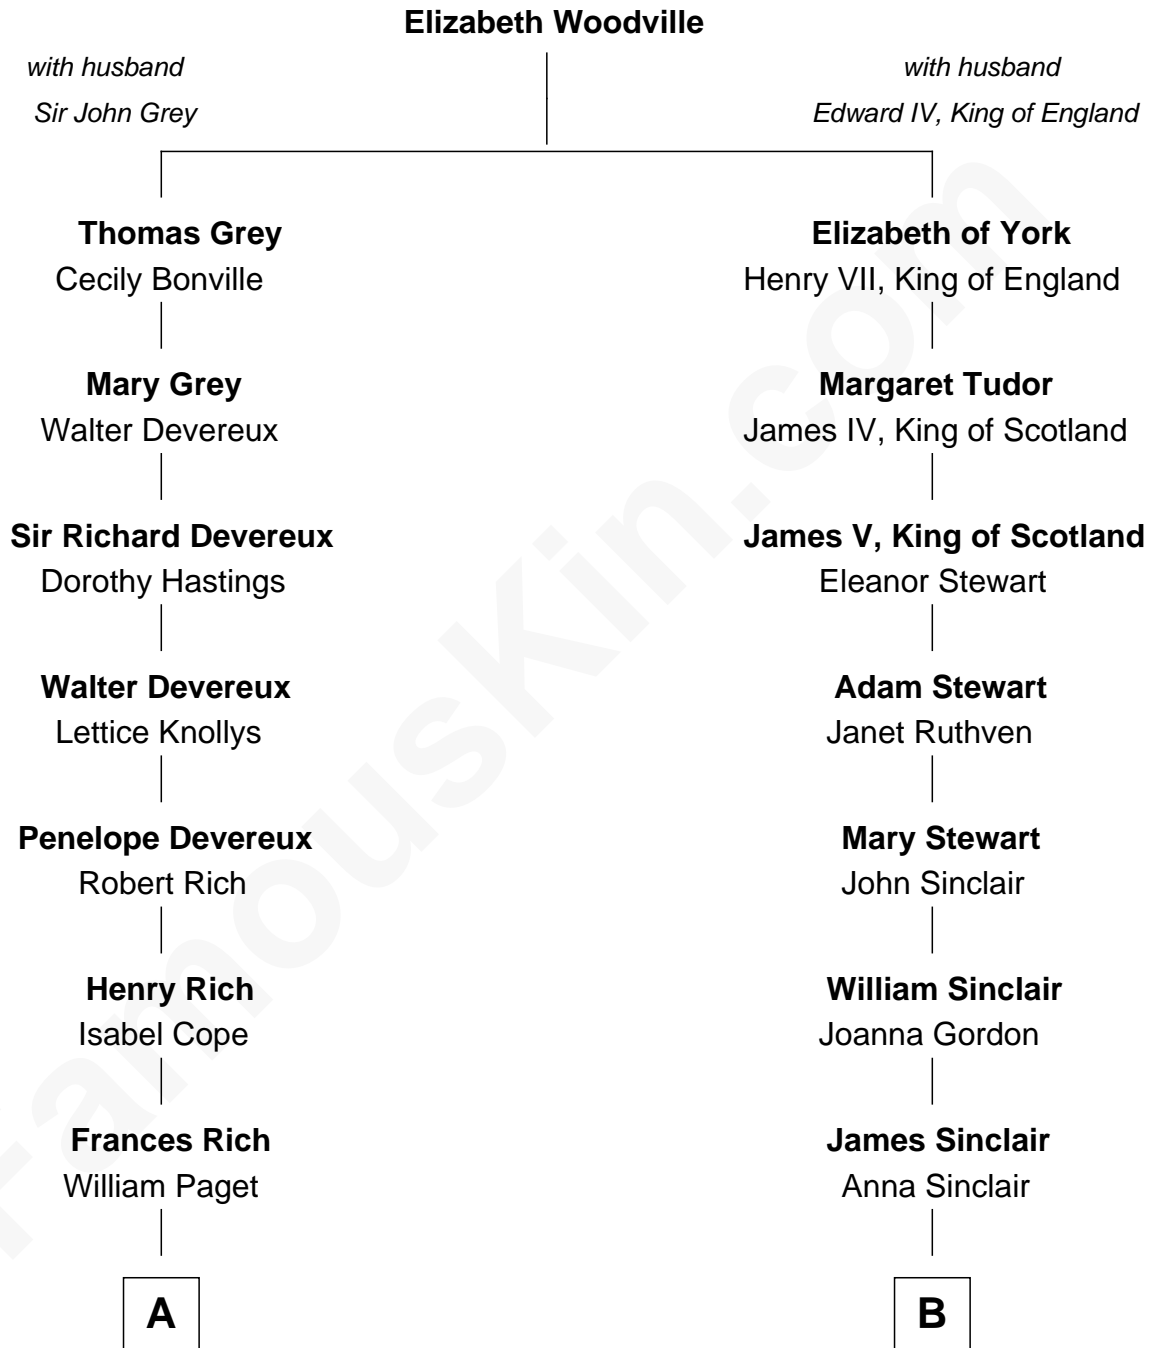 Elizabeth Woodville
with husband
Sir John Grey
with husband
Edward IV, King of England
Thomas Grey
Cecily Bonville
Elizabeth of York
Henry VII, King of England
Mary Grey
Walter Devereux
Margaret Tudor
James IV, King of Scotland
Sir Richard Devereux
Dorothy Hastings
James V, King of Scotland
Eleanor Stewart
Walter Devereux
Lettice Knollys
Adam Stewart
Janet Ruthven
Penelope Devereux
Robert Rich
Mary Stewart
John Sinclair
Henry Rich
Isabel Cope
William Sinclair
Joanna Gordon
Frances Rich
William Paget
James Sinclair
Anna Sinclair
A
B
FamousKin.com